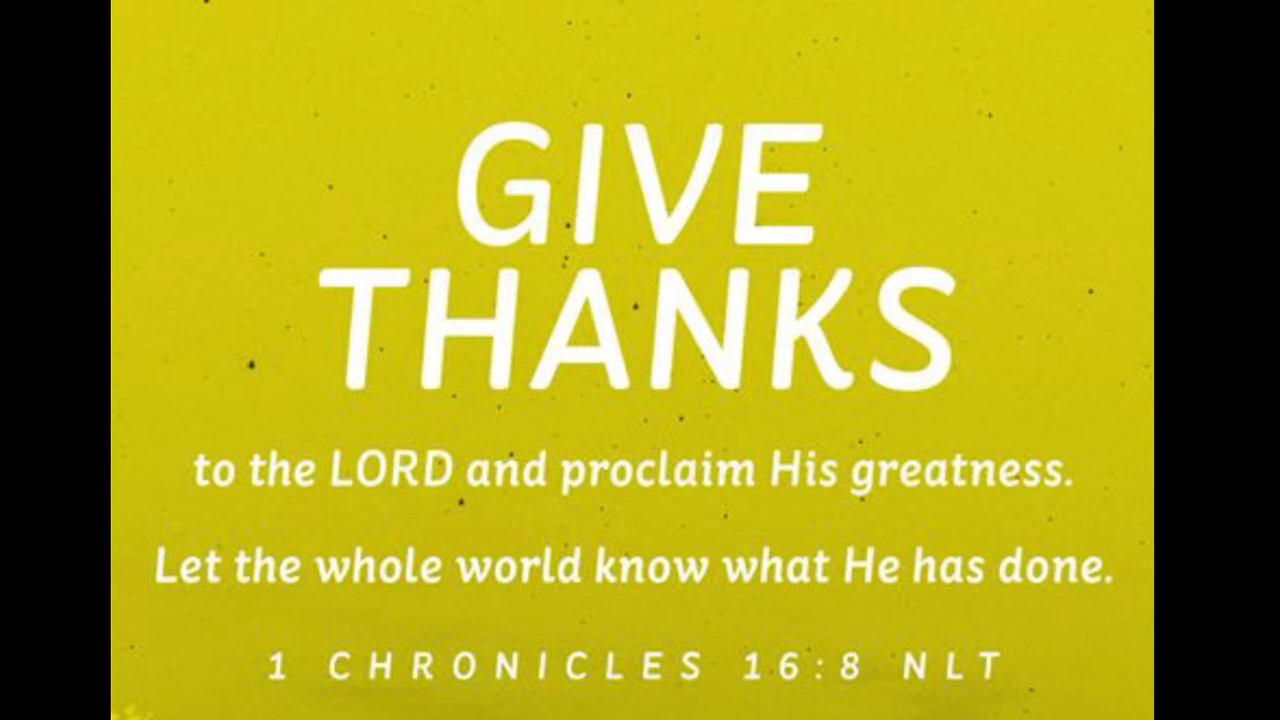 GIVE
THANKS
to the LORD and proclaim His greatness.
Let the whole world know what He has done.
1 CHRONICLES 16:8 NLT